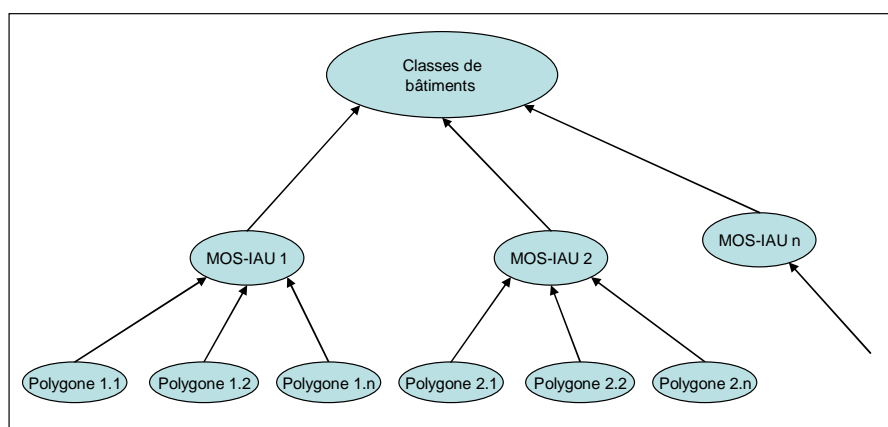 Classes de
bâtiments
MOS-IAU n
MOS-IAU 1
MOS-IAU 2
Polygone 1.1
Polygone 1.2
Polygone 1.n
Polygone 2.1
Polygone 2.2
Polygone 2.n